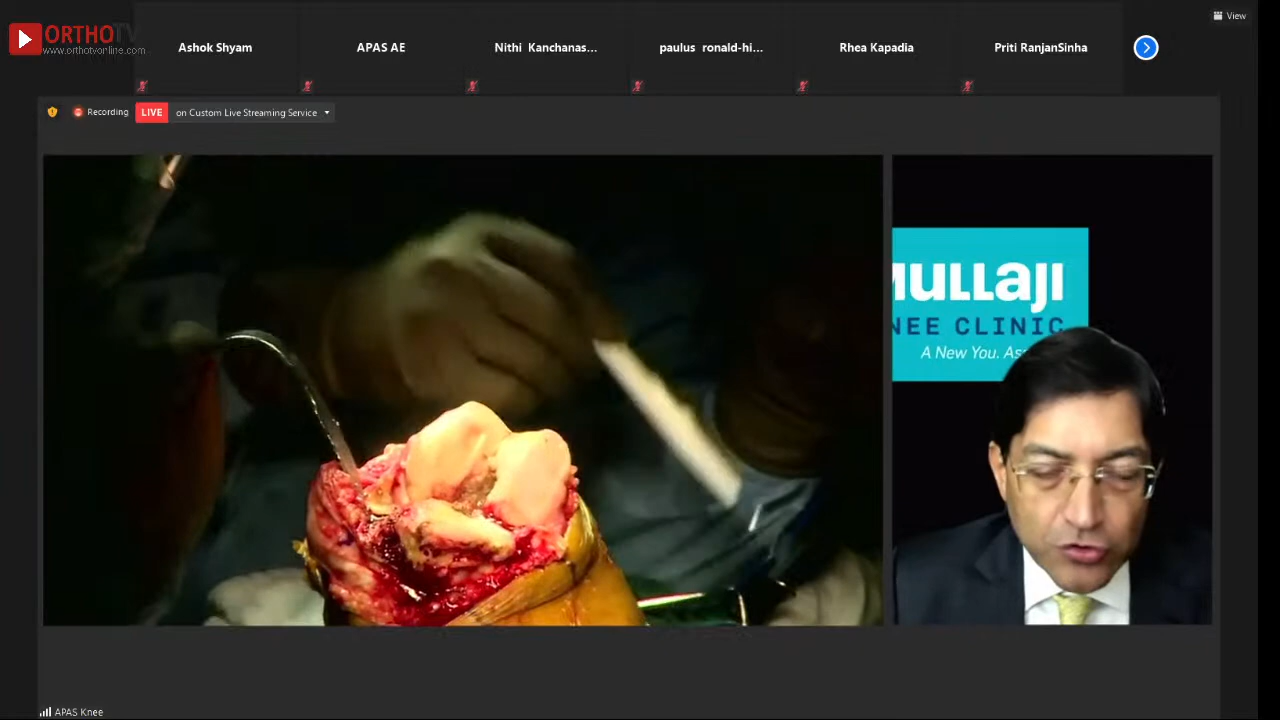 ORTHOTV
www.orthotvonline.com
Ashok Shyam
APAS AE
Nithi Kanchanas...
paulus ronald-hi...
Rhea Kapadia
Priti RanjanSinha
View
Recording
LIVE
on Custom Live Streaming Service
MULLAJI
NEE CLINIC
A New You. As
APAS Knee